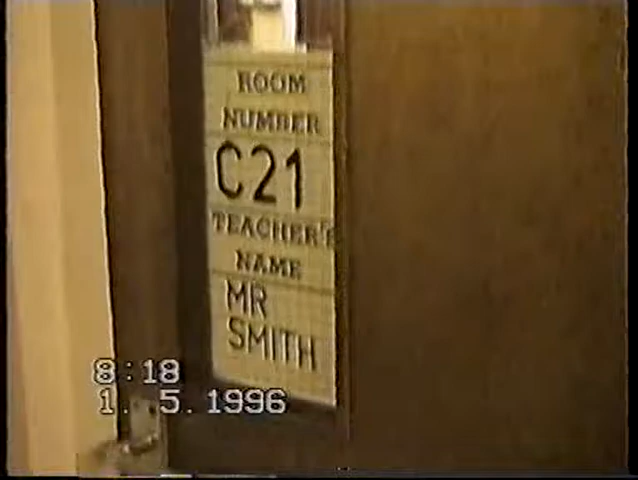 ROOM
NUMBER
C21
TEACHER'S
NAME
MR
SMITH
8:18
1. 5.1996